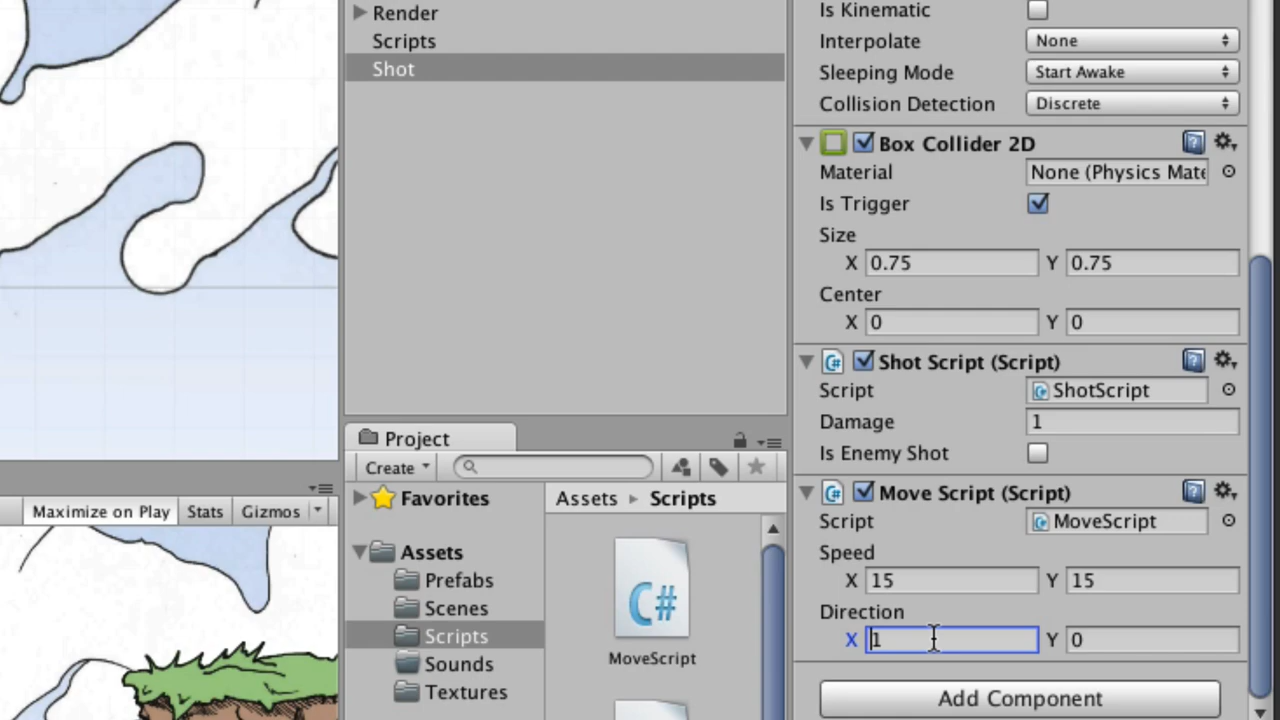 Render
Scripts
Shot
Is Kinematic
Interpolate None
Sleeping Mode Start Awake
Collision Detection Discrete
Box Collider 2D
Material None (Physics Mate
Is Trigger
Size
X 0.75 Y 0.75
Center
X 0 Y 0
Shot Script (Script)
Script ShotScript
Damage 1
Is Enemy Shot
Move Script (Script)
Script MoveScript
Speed
X 15 Y 15
Direction
X 1 Y 0
Add Component
Project
Create
Favorites
Assets
Prefabs
Scenes
Scripts
Sounds
Textures
Assets Scripts
C#
MoveScript
Maximize on Play Stats Gizmos